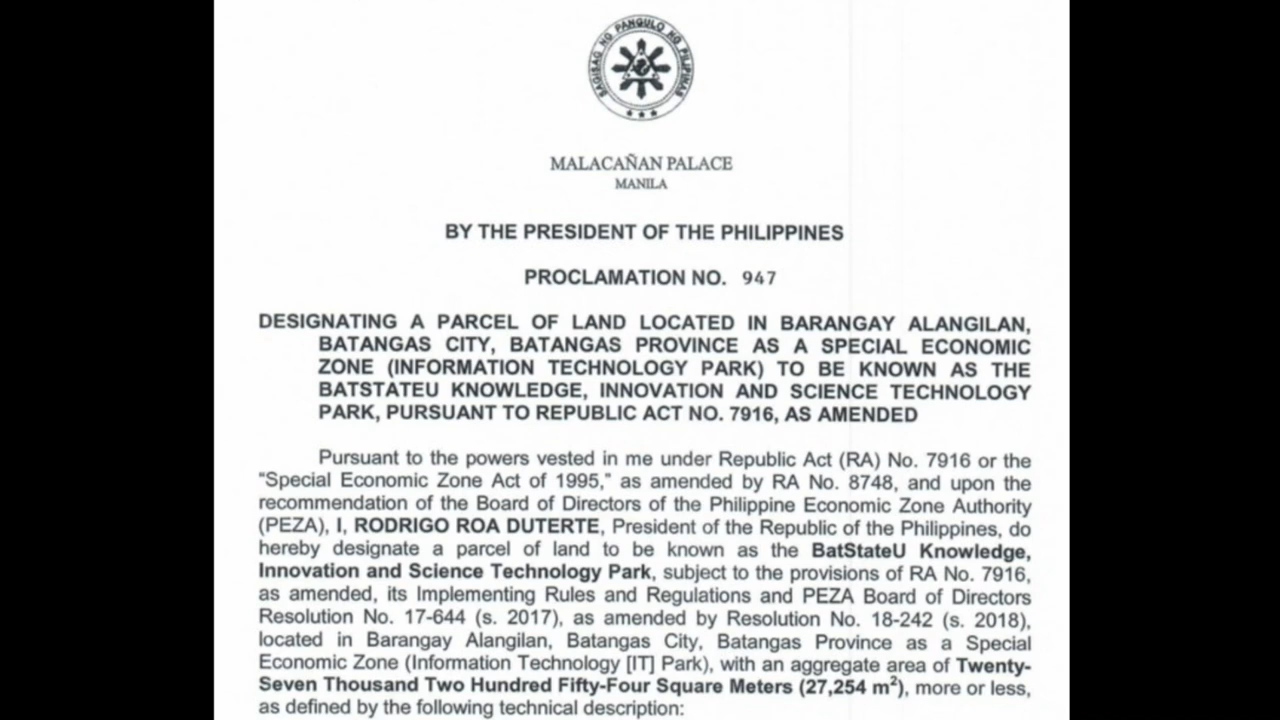 SAGISAG NG PANGULO NG PILIPINAS
MALACAÑAN PALACE
MANILA
BY THE PRESIDENT OF THE PHILIPPINES
PROCLAMATION NO. 947
DESIGNATING A PARCEL OF LAND LOCATED IN BARANGAY ALANGILAN,
BATANGAS CITY, BATANGAS PROVINCE AS A SPECIAL ECONOMIC
ZONE (INFORMATION TECHNOLOGY PARK) TO BE KNOWN AS THE
BATSTATEU KNOWLEDGE, INNOVATION AND SCIENCE TECHNOLOGY
PARK, PURSUANT TO REPUBLIC ACT NO. 7916, AS AMENDED
Pursuant to the powers vested in me under Republic Act (RA) No. 7916 or the
“Special Economic Zone Act of 1995,” as amended by RA No. 8748, and upon the
recommendation of the Board of Directors of the Philippine Economic Zone Authority
(PEZA), I, RODRIGO ROA DUTERTE, President of the Republic of the Philippines, do
hereby designate a parcel of land to be known as the BatStateU Knowledge,
Innovation and Science Technology Park, subject to the provisions of RA No. 7916,
as amended, its Implementing Rules and Regulations and PEZA Board of Directors
Resolution No. 17-644 (s. 2017), as amended by Resolution No. 18-242 (s. 2018),
located in Barangay Alangilan, Batangas City, Batangas Province as a Special
Economic Zone (Information Technology [IT] Park), with an aggregate area of Twenty-
Seven Thousand Two Hundred Fifty-Four Square Meters (27,254 m²), more or less,
as defined by the following technical description: